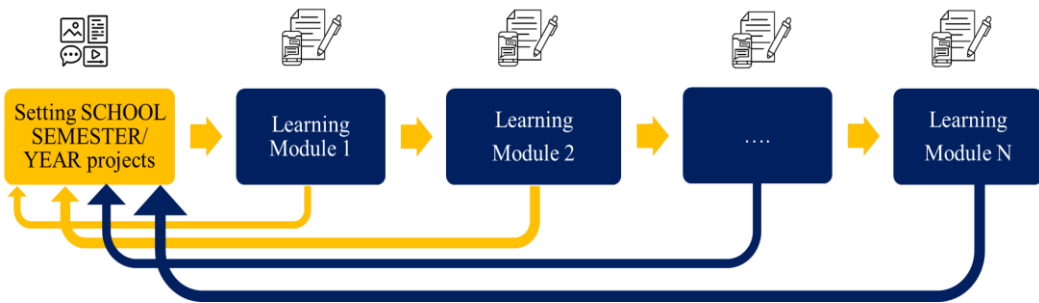 Setting SCHOOL
SEMESTER/
YEAR projects
Learning
Module 1
Learning
Module 2
....
Learning
Module N